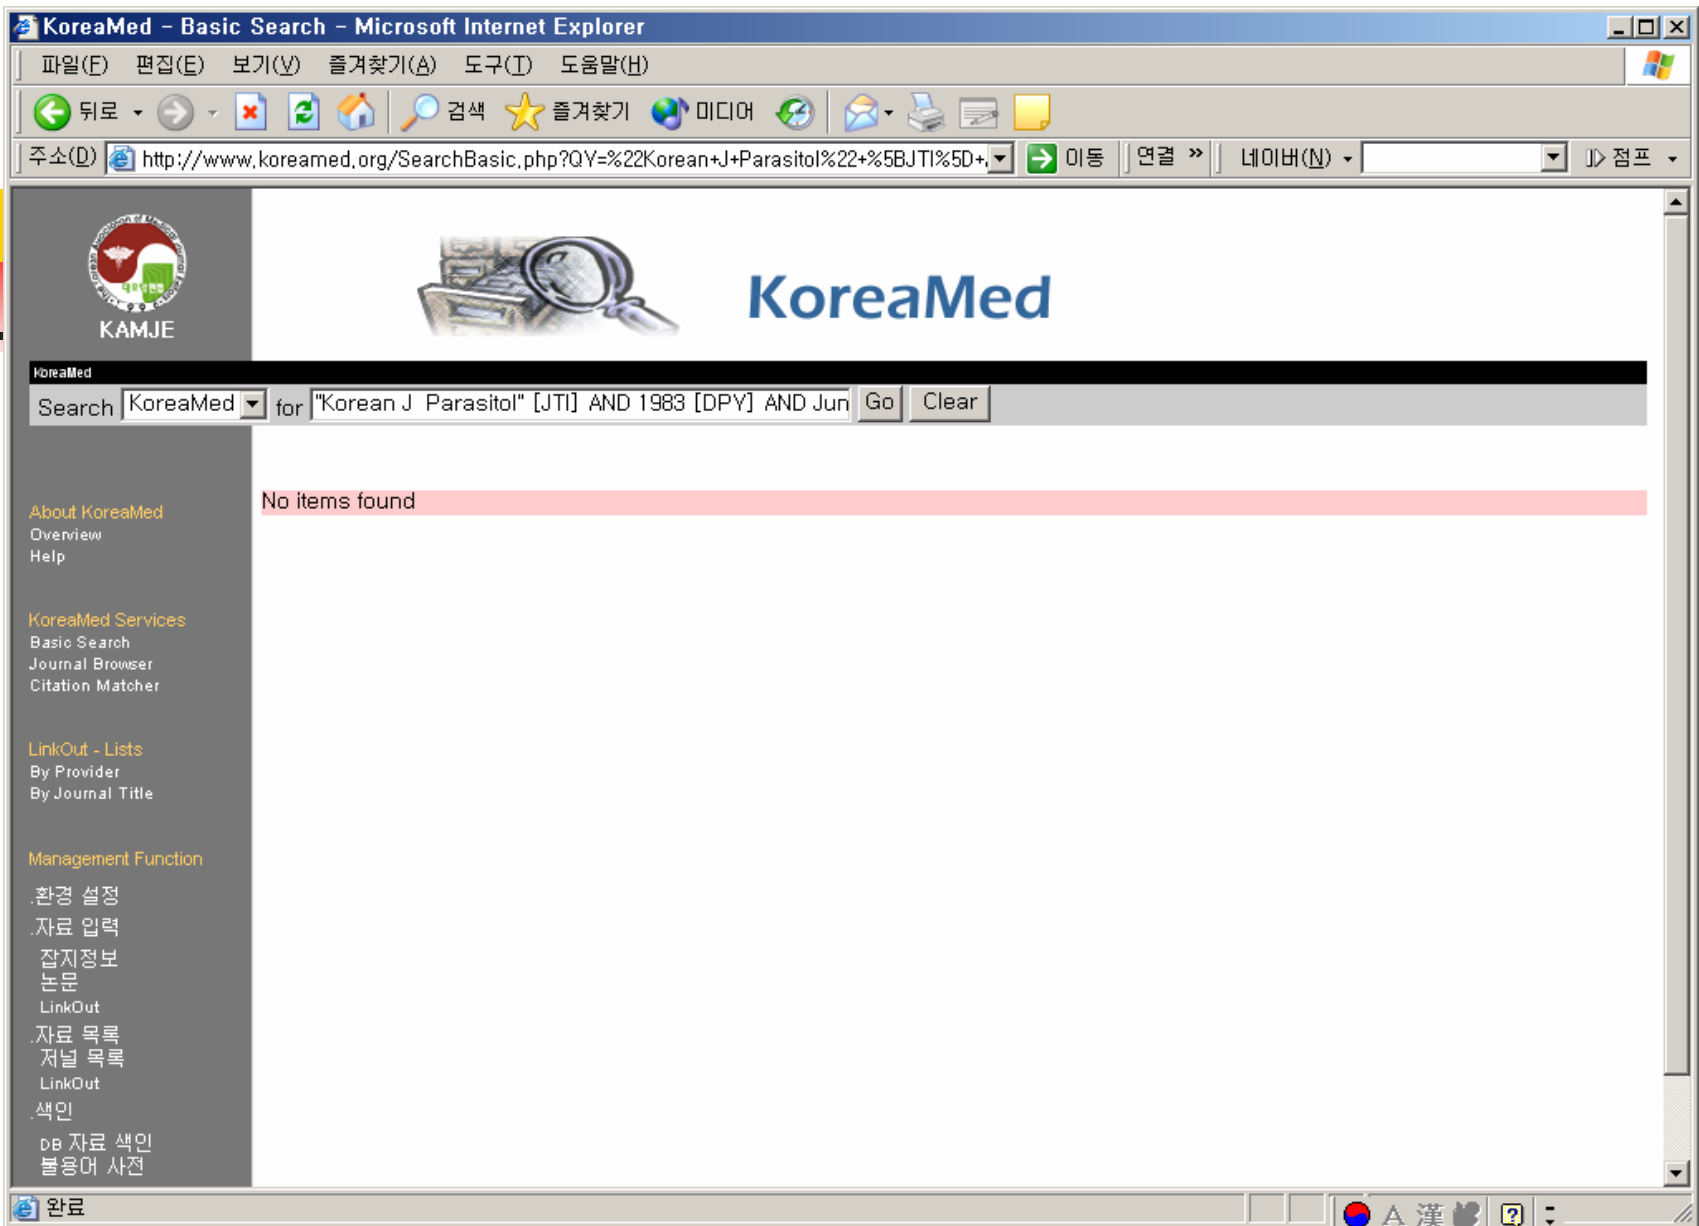 KoreaMed - Basic Search - Microsoft Internet Explorer
파일(F) 편집(E) 보기(V) 즐겨찾기(A) 도구(T) 도움말(H)
뒤로 검색 즐겨찾기 미디어
주소(D) http://www.koreamed.org/SearchBasic.php?QY=%22Korean+J+Parasitol%22+%5BJTI%5D+, 이동 연결 » 네이버(N) 점프
KAMJE
KoreaMed
KoreaMed
Search KoreaMed for "Korean J Parasitol" [JTI] AND 1983 [DPY] AND Jun Go Clear
No items found
About KoreaMed
Overview
Help
KoreaMed Services
Basic Search
Journal Browser
Citation Matcher
LinkOut - Lists
By Provider
By Journal Title
Management Function
.환경 설정
.자료 입력
잡지정보
논문
LinkOut
.자료 목록
저널 목록
LinkOut
.색인
DB 자료 색인
불용어 사전
완료
A 漢